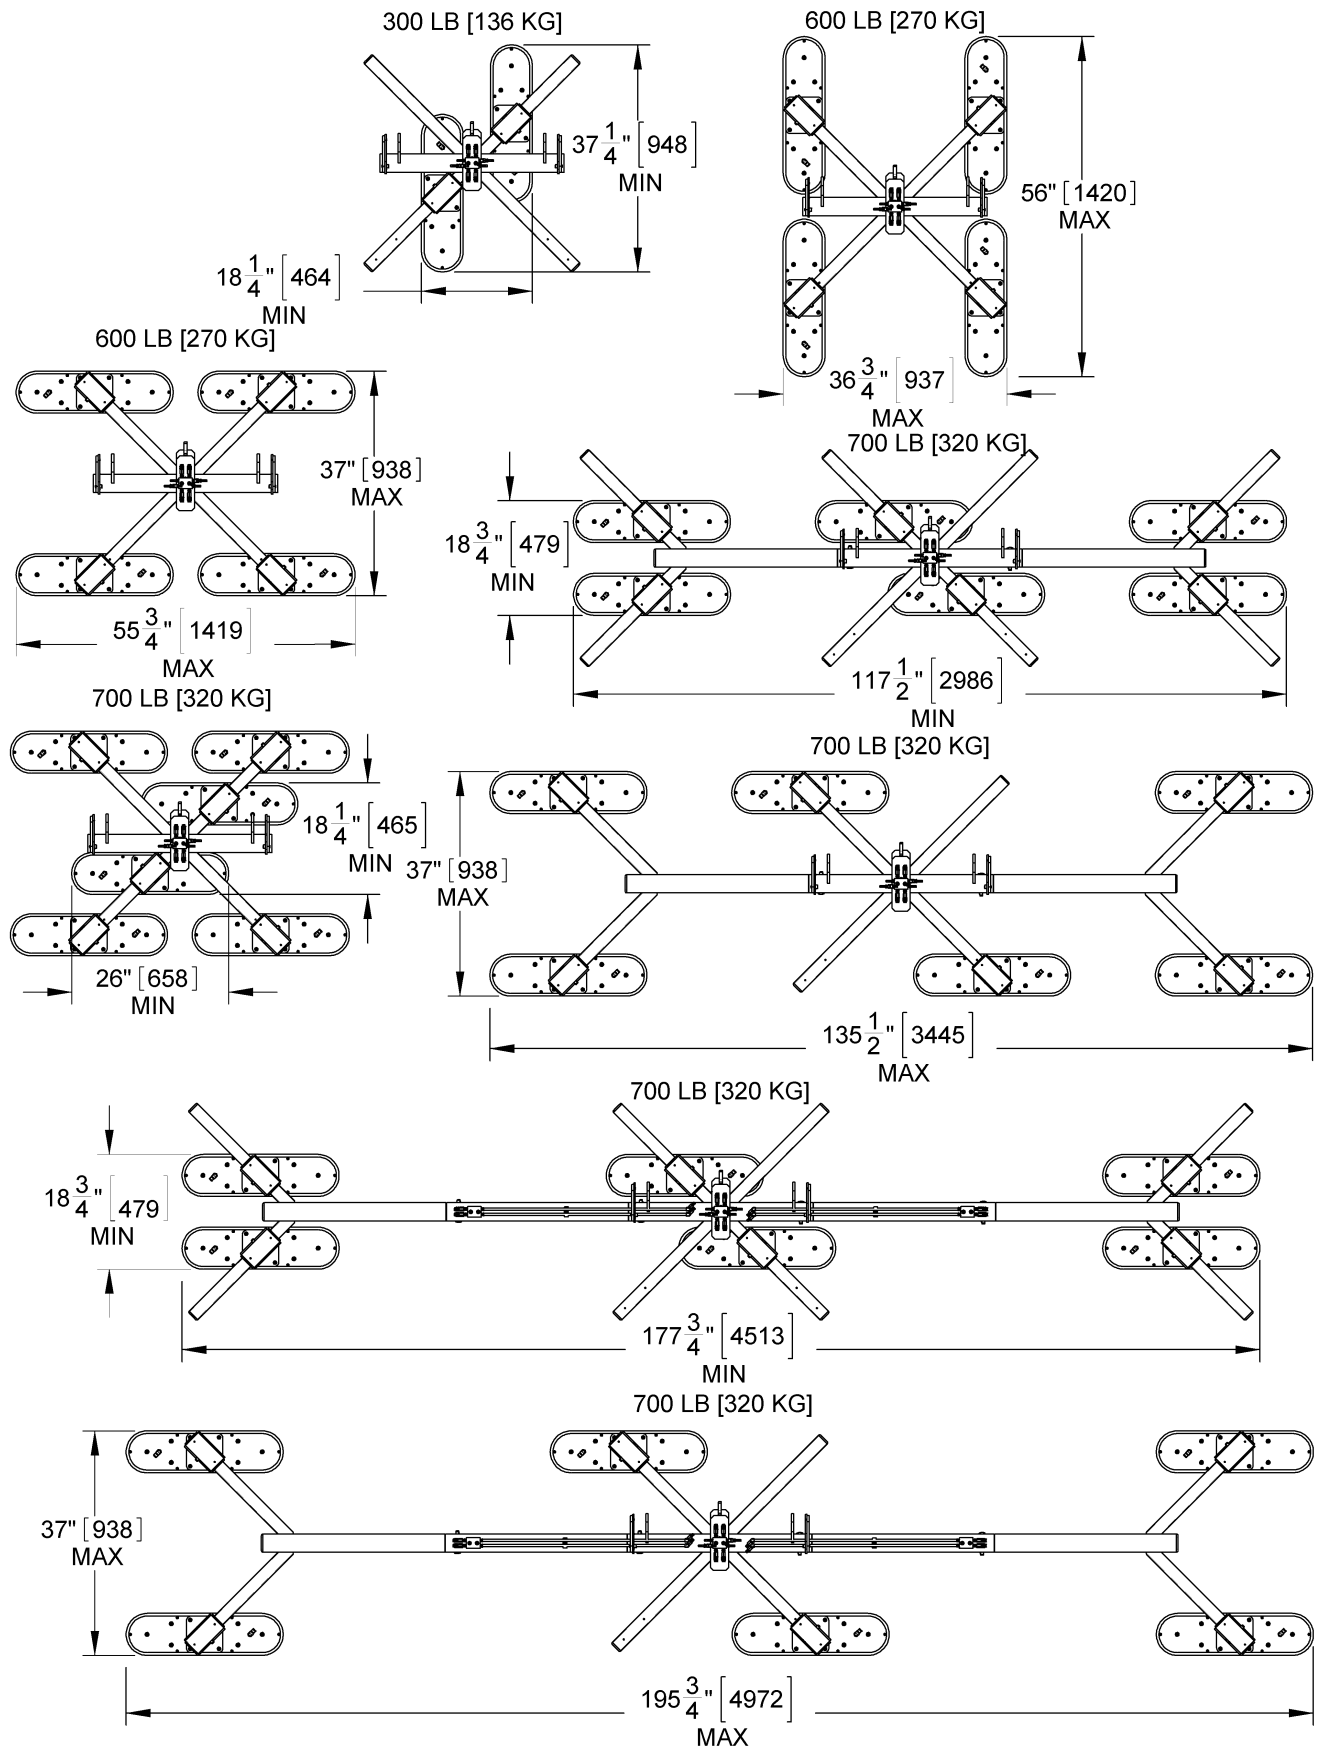 300 LB [136 KG]
37 1/4" [948]
MIN
18 1/4" [464]
MIN
600 LB [270 KG]
56" [1420]
MAX
36 3/4" [937]
MAX
600 LB [270 KG]
37" [938]
MAX
55 3/4" [1419]
MAX
700 LB [320 KG]
18 3/4" [479]
MIN
117 1/2" [2986]
MIN
700 LB [320 KG]
18 1/4" [465]
MIN
26" [658]
MIN
700 LB [320 KG]
37" [938]
MAX
135 1/2" [3445]
MAX
700 LB [320 KG]
18 3/4" [479]
MIN
177 3/4" [4513]
MIN
700 LB [320 KG]
37" [938]
MAX
195 3/4" [4972]
MAX